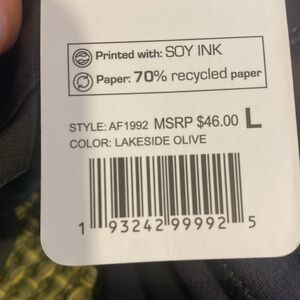 Printed with: SOY INK
Paper: 70% recycled paper
STYLE: AF1992 MSRP $46.00 L
COLOR: LAKESIDE OLIVE
1 93242 99992 5